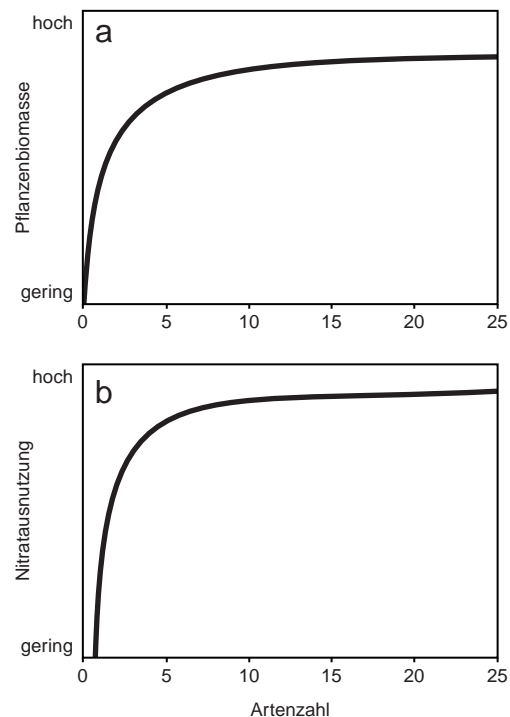 hoch
a
Pflanzenbiomasse
gering
0 5 10 15 20 25
hoch
b
Nitratausnutzung
gering
0 5 10 15 20 25
Artenzahl